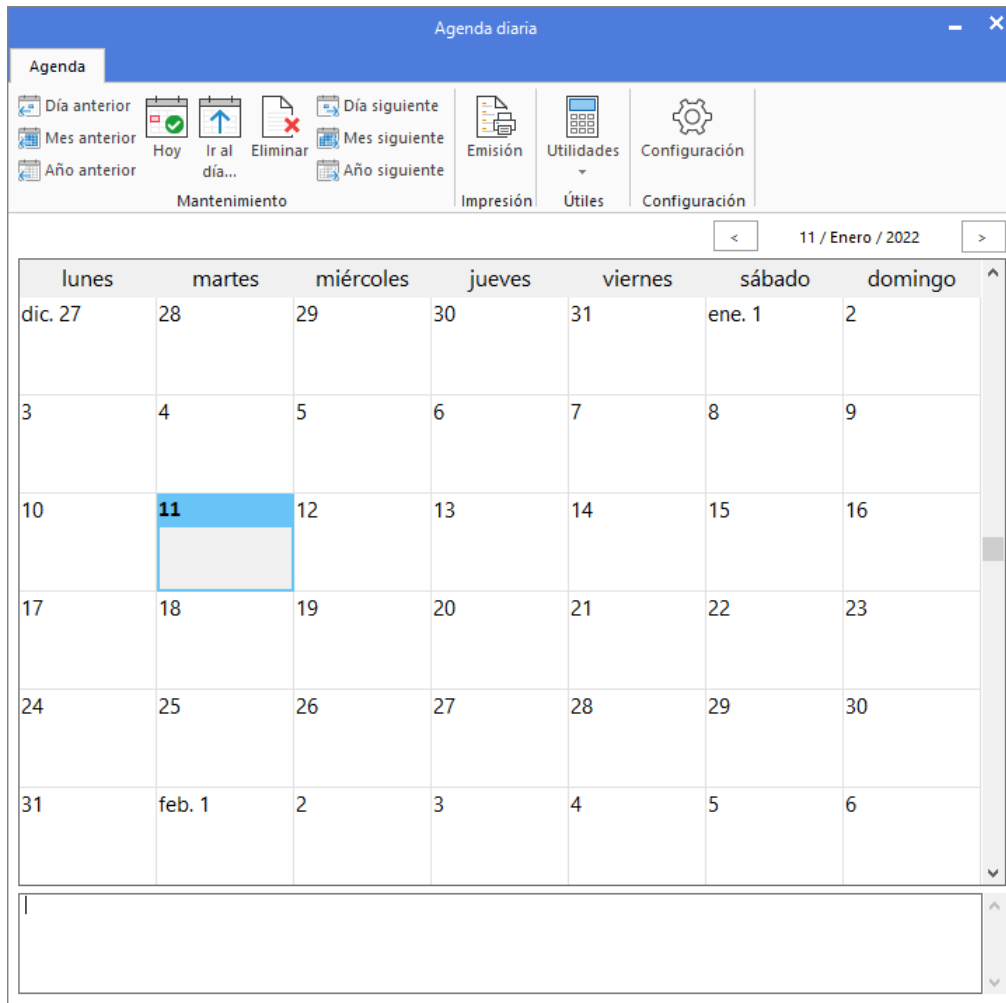 Agenda diaria
Agenda
Día anterior
Mes anterior
Año anterior
Hoy
Ir al
día...
Eliminar
Día siguiente
Mes siguiente
Año siguiente
Mantenimiento
Emisión
Impresión
Utilidades
Útiles
Configuración
Configuración
< 11 / Enero / 2022 >
lunes martes miércoles jueves viernes sábado domingo
dic. 27 28 29 30 31 ene. 1 2
3 4 5 6 7 8 9
10 11 12 13 14 15 16
17 18 19 20 21 22 23
24 25 26 27 28 29 30
31 feb. 1 2 3 4 5 6